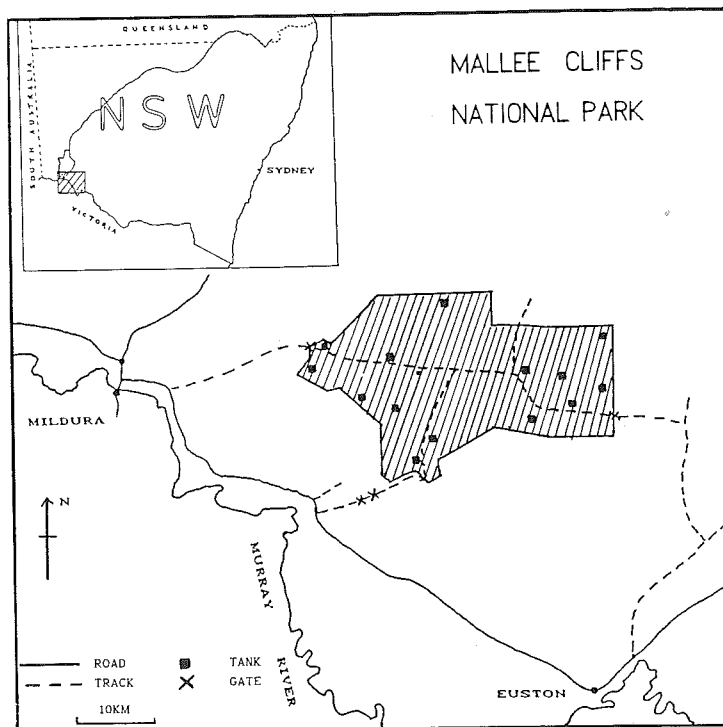 QUEENSLAND
SOUTH AUSTRALIA
NSW
SYDNEY
VICTORIA
MALLEE CLIFFS
NATIONAL PARK
MILDURA
N
MURRAY
RIVER
EUSTON
ROAD
TANK
TRACK
GATE
10KM